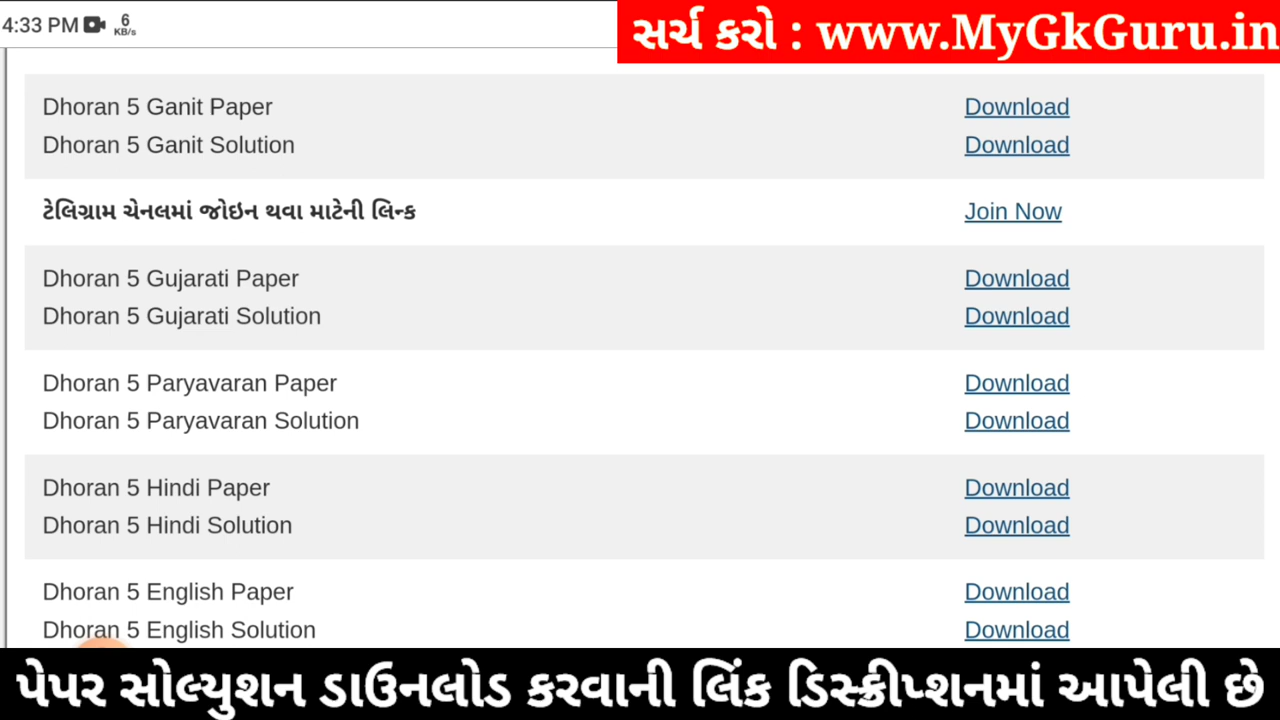 4:33 PM 6 KB/s
સર્ચ કરો : www.MyGkGuru.in
Dhoran 5 Ganit Paper Download
Dhoran 5 Ganit Solution Download
ટેલિગ્રામ ચેનલમાં જોઇન થવા માટેની લિન્ક Join Now
Dhoran 5 Gujarati Paper Download
Dhoran 5 Gujarati Solution Download
Dhoran 5 Paryavaran Paper Download
Dhoran 5 Paryavaran Solution Download
Dhoran 5 Hindi Paper Download
Dhoran 5 Hindi Solution Download
Dhoran 5 English Paper Download
Dhoran 5 English Solution Download
પેપર સોલ્યુશન ડાઉનલોડ કરવાની લિંક ડિસ્ક્રીપ્શનમાં આપેલી છે